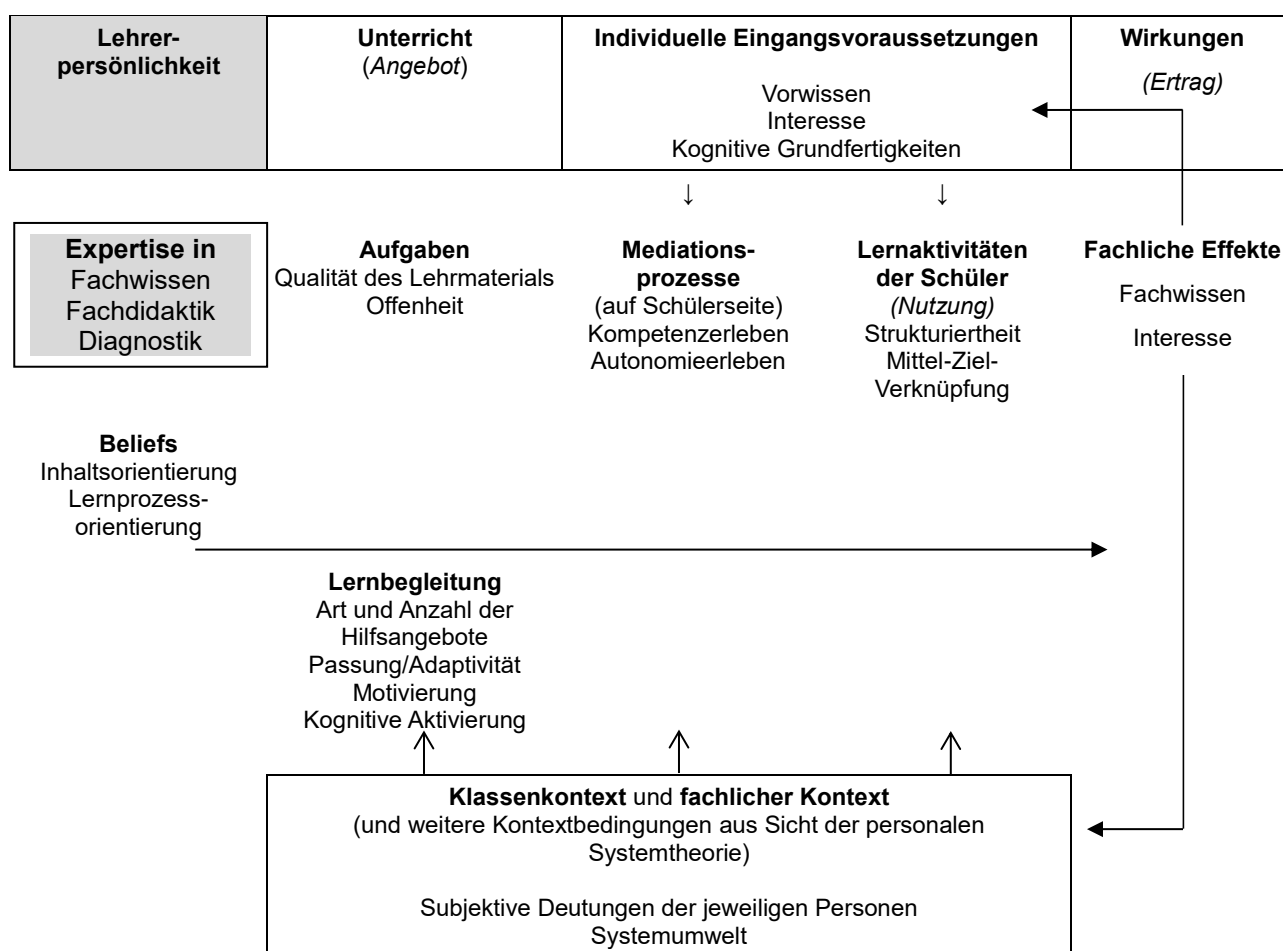 Lehrer-
persönlichkeit
Unterricht
(Angebot)
Individuelle Eingangsvoraussetzungen
Vorwissen
Interesse
Kognitive Grundfertigkeiten
Wirkungen
(Ertrag)
↓
↓
Expertise in
Fachwissen
Fachdidaktik
Diagnostik
Aufgaben
Qualität des Lehrmaterials
Offenheit
Mediations-
prozesse
(auf Schülerseite)
Kompetenzerleben
Autonomieerleben
Lernaktivitäten
der Schüler
(Nutzung)
Strukturiertheit
Mittel-Ziel-
Verknüpfung
Fachliche Effekte
Fachwissen
Interesse
Beliefs
Inhaltsorientierung
Lernprozess-
orientierung
Lernbegleitung
Art und Anzahl der
Hilfsangebote
Passung/Adaptivität
Motivierung
Kognitive Aktivierung
Klassenkontext und fachlicher Kontext
(und weitere Kontextbedingungen aus Sicht der personalen
Systemtheorie)
Subjektive Deutungen der jeweiligen Personen
Systemumwelt